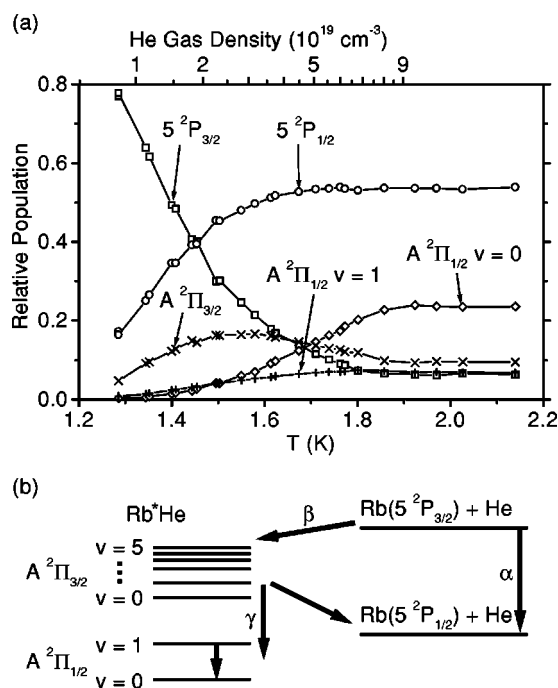 (a)
He Gas Density (10¹⁹ cm⁻³)
1 2 5 9
0.8
0.6
0.4
0.2
0.0
Relative Population
5 ²P₃/₂
5 ²P₁/₂
A ²Π₃/₂
A ²Π₁/₂ v = 1
A ²Π₁/₂ v = 0
1.2 1.4 1.6 1.8 2.0 2.2
T (K)
(b)
Rb*He
β
Rb(5 ²P₃/₂) + He
v = 5
A ²Π₃/₂
v = 0
γ
α
Rb(5 ²P₁/₂) + He
v = 1
A ²Π₁/₂
v = 0